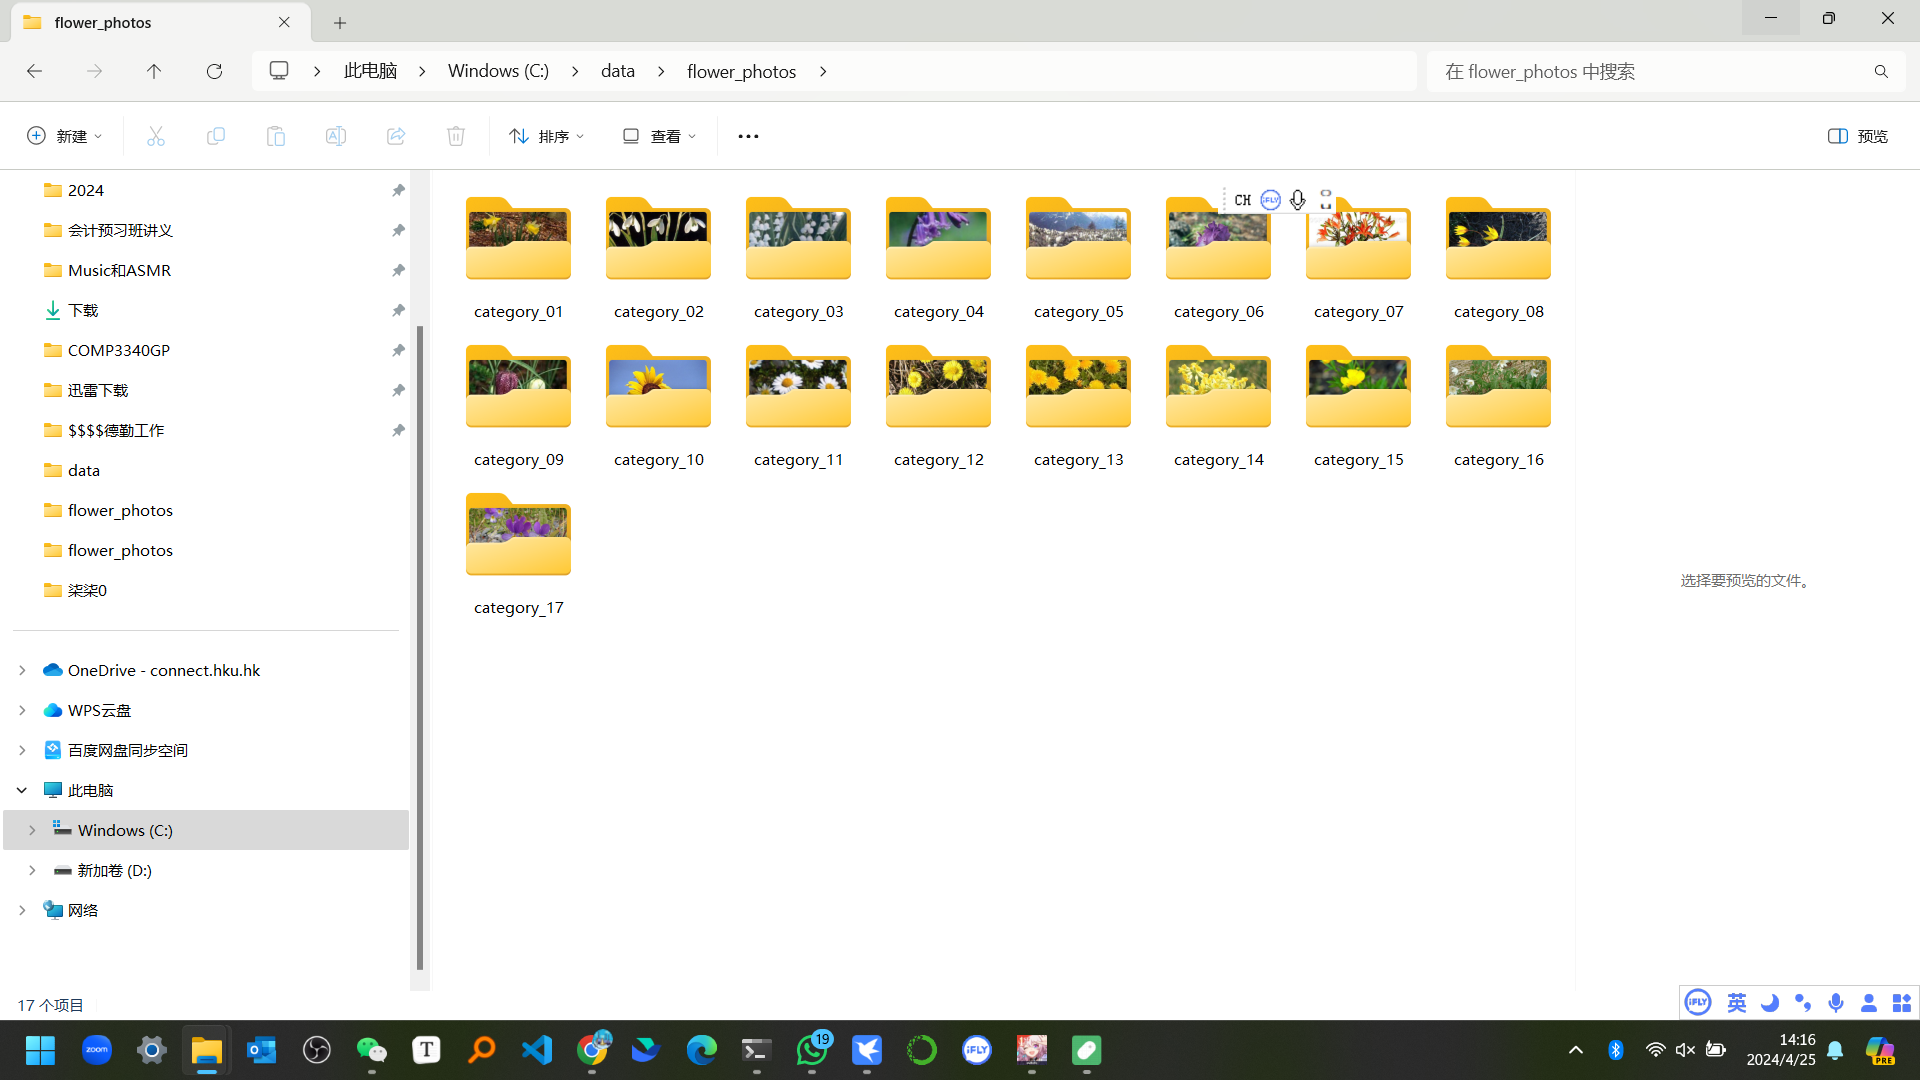 flower_photos
此电脑 Windows (C:) data flower_photos
在 flower_photos 中搜索
新建 排序 查看 预览
2024
会计预习班讲义
Music和ASMR
下载
COMP3340GP
迅雷下载
$$$$德勤工作
data
flower_photos
flower_photos
柒柒0
OneDrive - connect.hku.hk
WPS云盘
百度网盘同步空间
此电脑
Windows (C:)
新加卷 (D:)
网络
CH iFLY
category_01 category_02 category_03 category_04 category_05 category_06 category_07 category_08
category_09 category_10 category_11 category_12 category_13 category_14 category_15 category_16
category_17
选择要预览的文件。
17 个项目
iFLY 英
zoom T 19 iFLY
14:16
2024/4/25
PRE